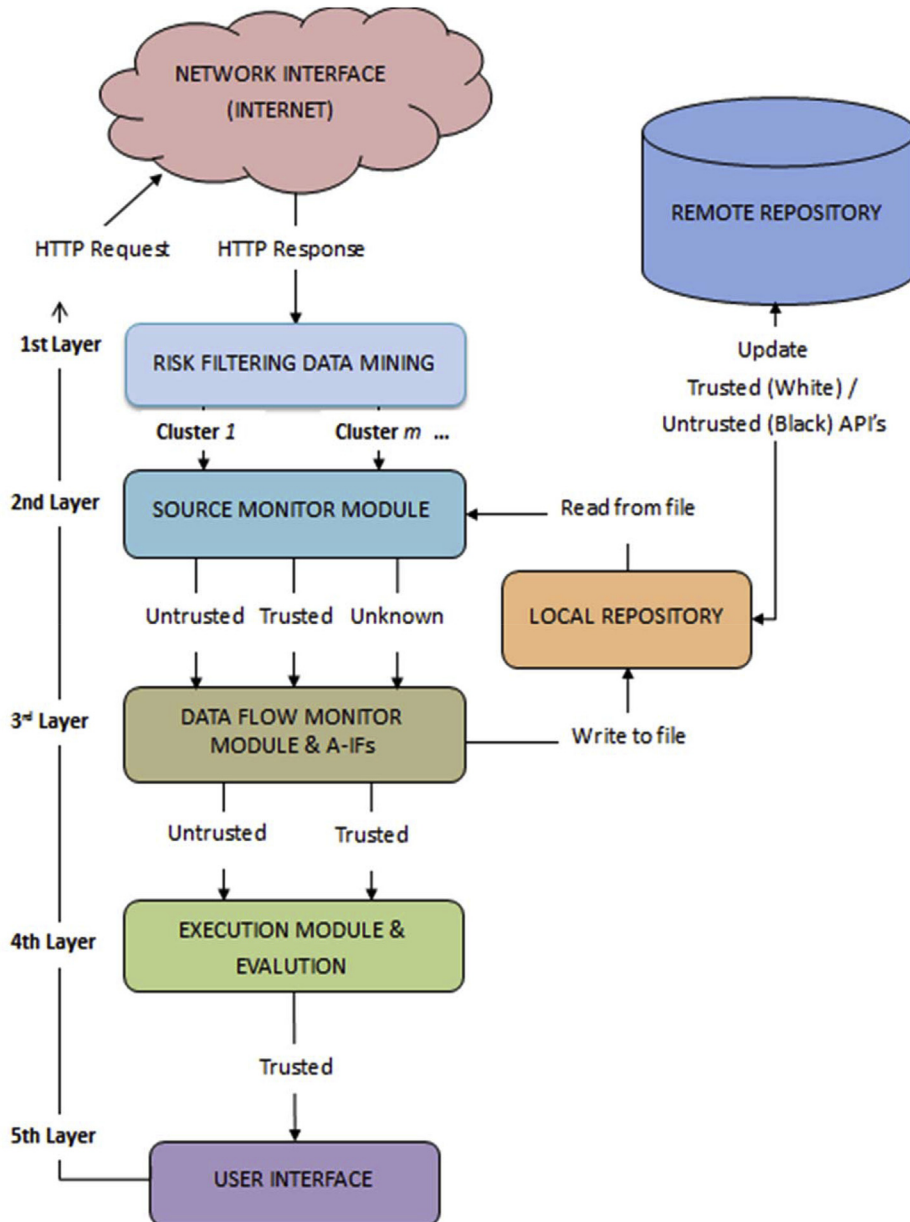 NETWORK INTERFACE
(INTERNET)
REMOTE REPOSITORY
HTTP Request
HTTP Response
1st Layer
RISK FILTERING DATA MINING
Update
Trusted (White) /
Untrusted (Black) API's
Cluster 1
Cluster m ...
2nd Layer
SOURCE MONITOR MODULE
Read from file
Untrusted
Trusted
Unknown
LOCAL REPOSITORY
3rd Layer
DATA FLOW MONITOR
MODULE & A-IFs
Write to file
Untrusted
Trusted
4th Layer
EXECUTION MODULE &
EVALUTION
Trusted
5th Layer
USER INTERFACE